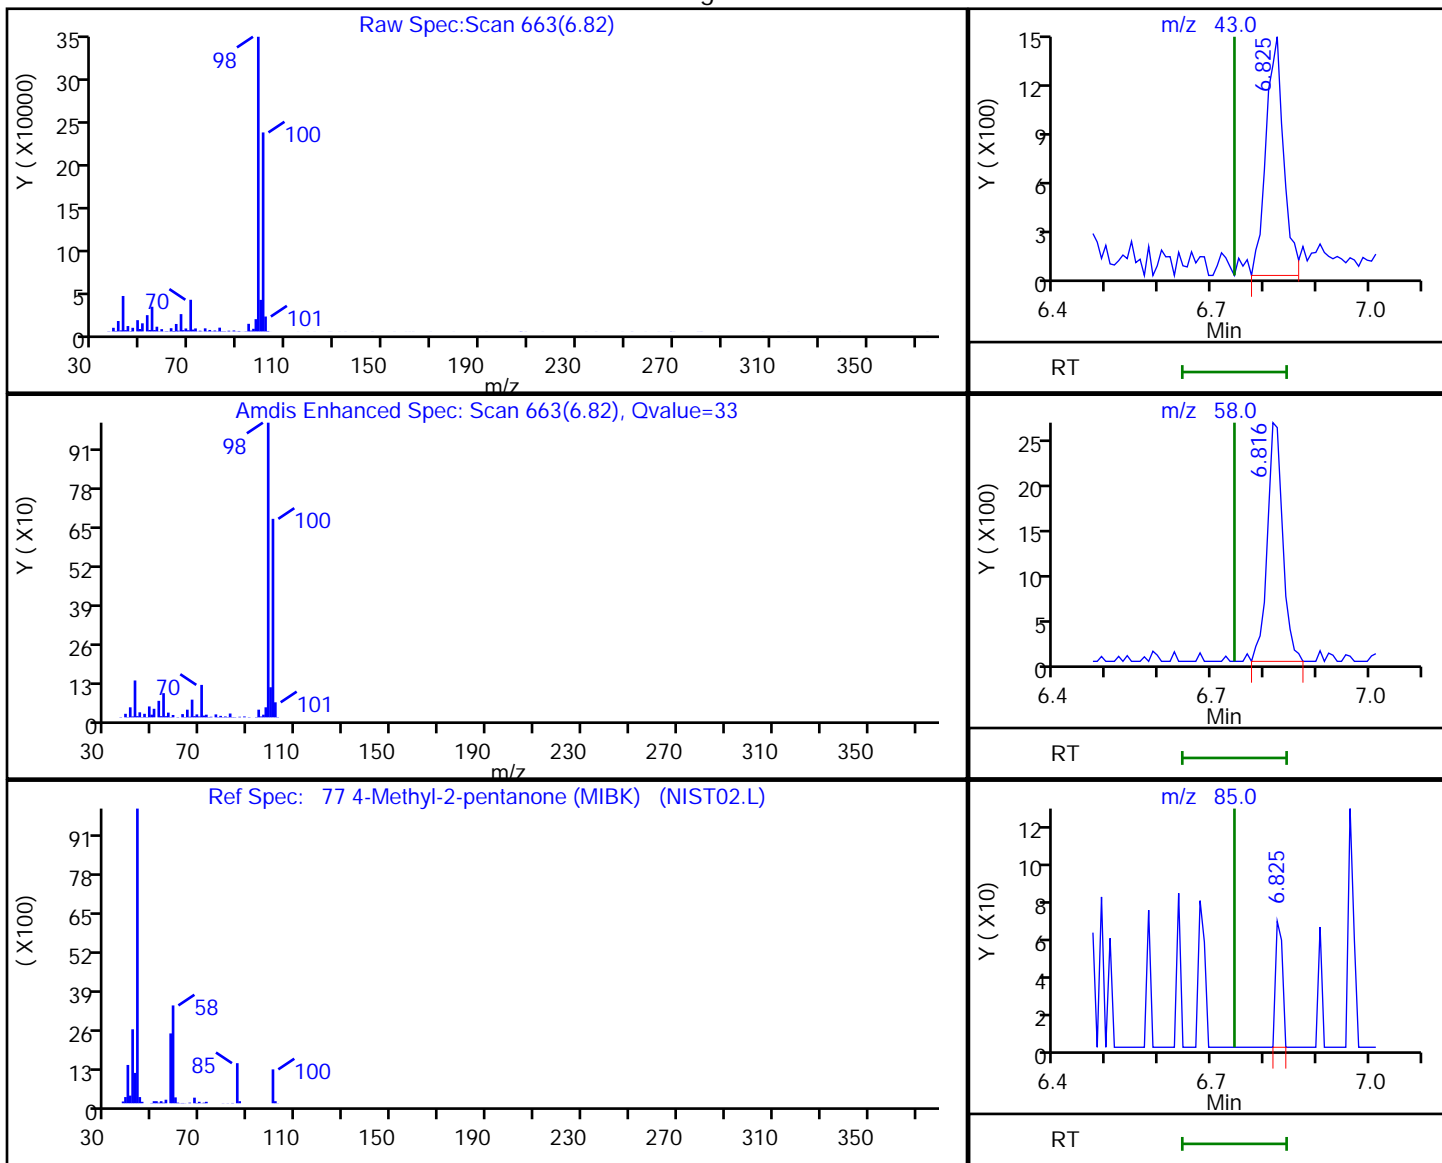 Raw Spec:Scan 663(6.82)
Y ( X10000)
35
30
25
20
15
10
5
0
98
100
70
101
30 70 110 150 190 230 270 310 350
m/z
m/z 43.0
Y ( X100)
15
12
9
6
3
0
6.825
6.4 6.7 7.0
Min
RT
Amdis Enhanced Spec: Scan 663(6.82), Qvalue=33
Y ( X10)
91
78
65
52
39
26
13
0
98
100
70
101
30 70 110 150 190 230 270 310 350
m/z
m/z 58.0
Y ( X100)
25
20
15
10
5
0
6.816
6.4 6.7 7.0
Min
RT
Ref Spec: 77 4-Methyl-2-pentanone (MIBK) (NIST02.L)
( X100)
91
78
65
52
39
26
13
0
58
85
100
30 70 110 150 190 230 270 310 350
m/z 85.0
Y ( X10)
12
10
8
6
4
2
0
6.825
6.4 6.7 7.0
Min
RT